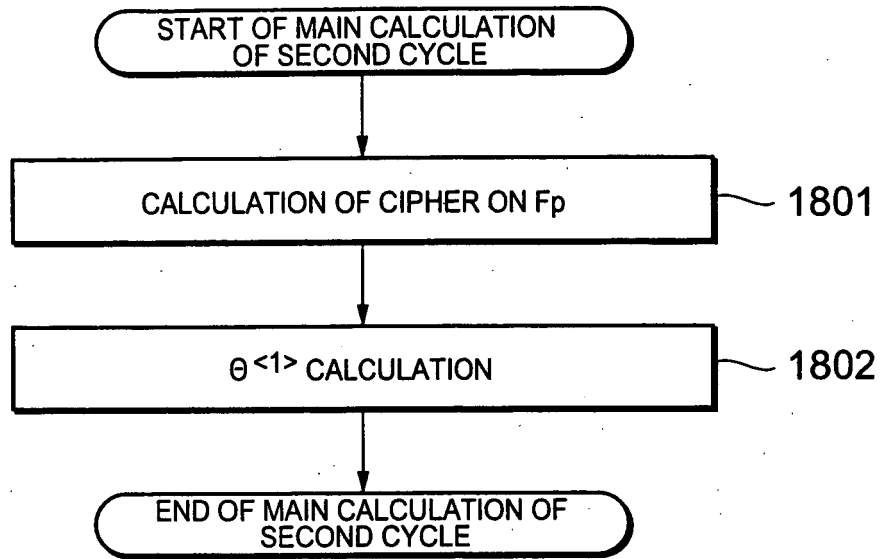 START OF MAIN CALCULATION
OF SECOND CYCLE
CALCULATION OF CIPHER ON Fp
1801
Θ<1> CALCULATION
1802
END OF MAIN CALCULATION OF
SECOND CYCLE